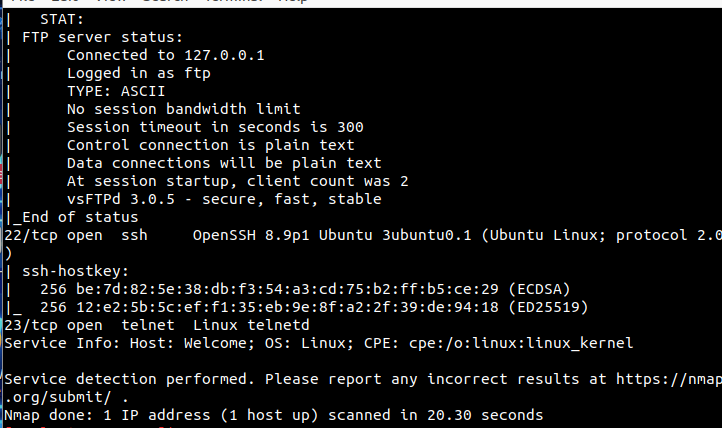 |   STAT:
| FTP server status:
|      Connected to 127.0.0.1
|      Logged in as ftp
|      TYPE: ASCII
|      No session bandwidth limit
|      Session timeout in seconds is 300
|      Control connection is plain text
|      Data connections will be plain text
|      At session startup, client count was 2
|      vsFTPd 3.0.5 - secure, fast, stable
|_End of status
22/tcp open  ssh     OpenSSH 8.9p1 Ubuntu 3ubuntu0.1 (Ubuntu Linux; protocol 2.0
)
| ssh-hostkey:
|   256 be:7d:82:5e:38:db:f3:54:a3:cd:75:b2:ff:b5:ce:29 (ECDSA)
|_  256 12:e2:5b:5c:ef:f1:35:eb:9e:8f:a2:2f:39:de:94:18 (ED25519)
23/tcp open  telnet  Linux telnetd
Service Info: Host: Welcome; OS: Linux; CPE: cpe:/o:linux:linux_kernel

Service detection performed. Please report any incorrect results at https://nmap
.org/submit/ .
Nmap done: 1 IP address (1 host up) scanned in 20.30 seconds